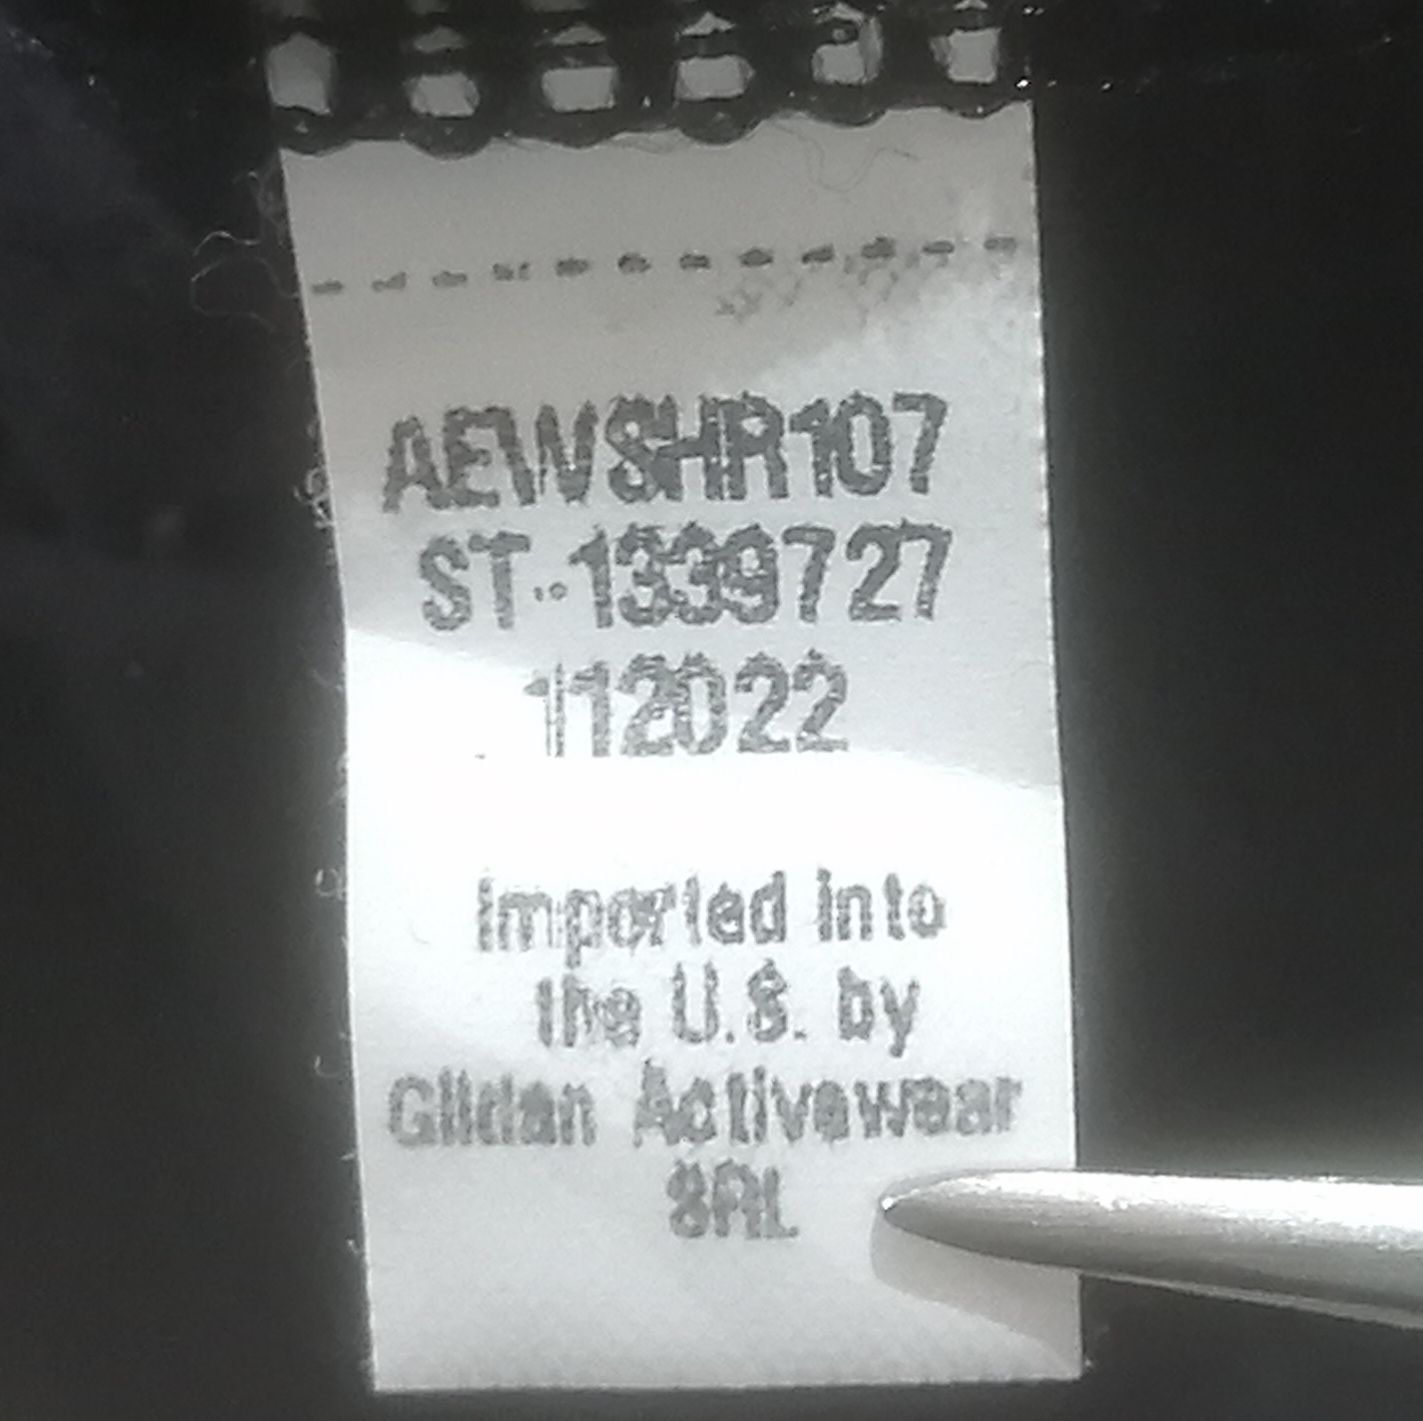 AEWSHR107
ST-1339727
112022
Imported into
the U.S. by
Gildan Activewear
SRL